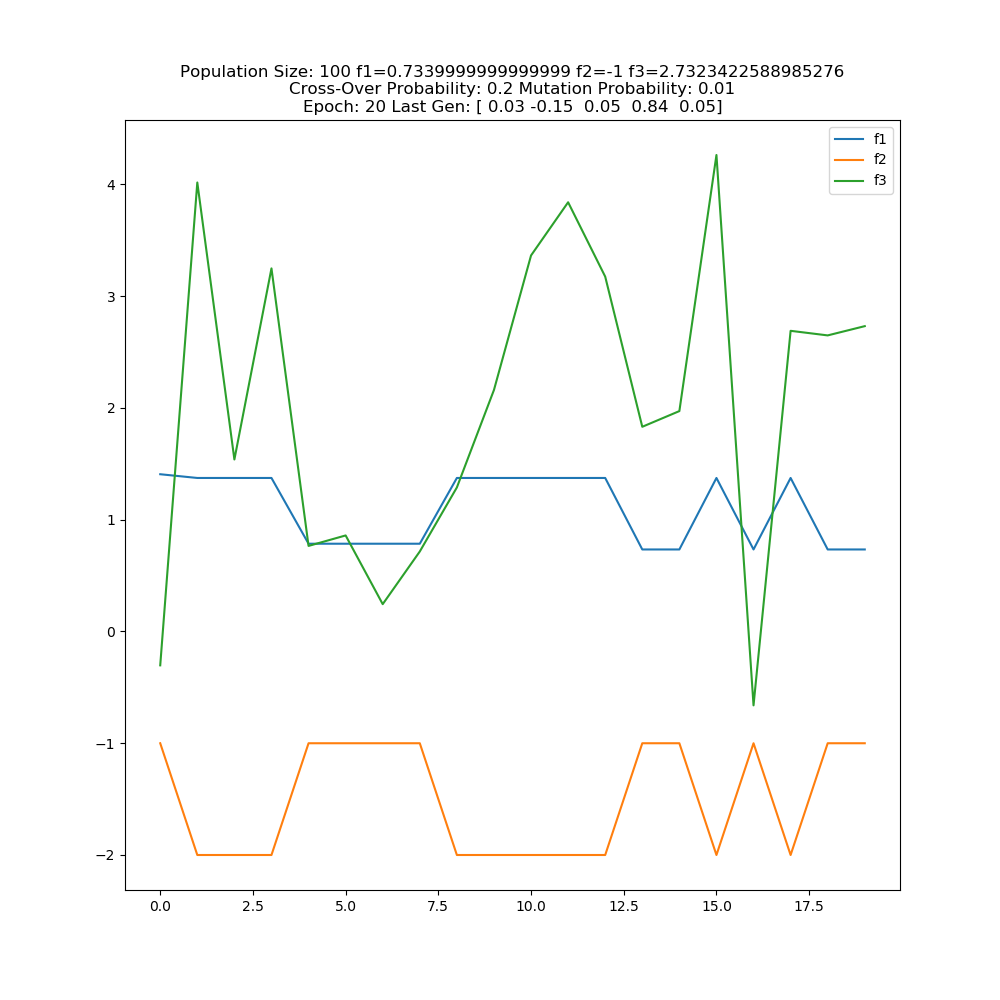 Population Size: 100 f1=0.7339999999999999 f2=-1 f3=2.7323422588985276
Cross-Over Probability: 0.2 Mutation Probability: 0.01
Epoch: 20 Last Gen: [ 0.03 -0.15  0.05  0.84  0.05]
f1
f2
f3
4
3
2
1
0
−1
−2
0.0 2.5 5.0 7.5 10.0 12.5 15.0 17.5